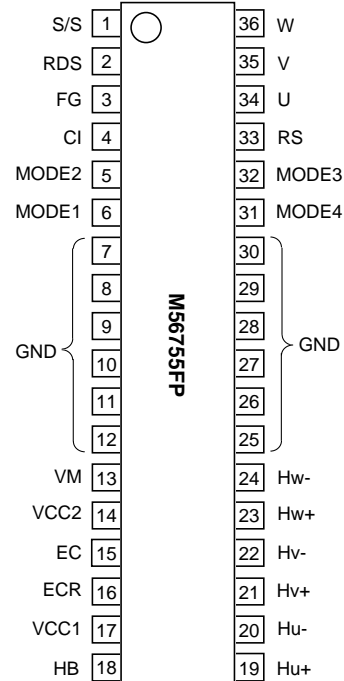 S/S 1 36 W
RDS 2 35 V
FG 3 34 U
CI 4 33 RS
MODE2 5 32 MODE3
MODE1 6 31 MODE4
7 30
8 29
9 28
GND 10 27 GND
11 26
12 25
VM 13 24 Hw-
VCC2 14 23 Hw+
EC 15 22 Hv-
ECR 16 21 Hv+
VCC1 17 20 Hu-
HB 18 19 Hu+
M56755FP